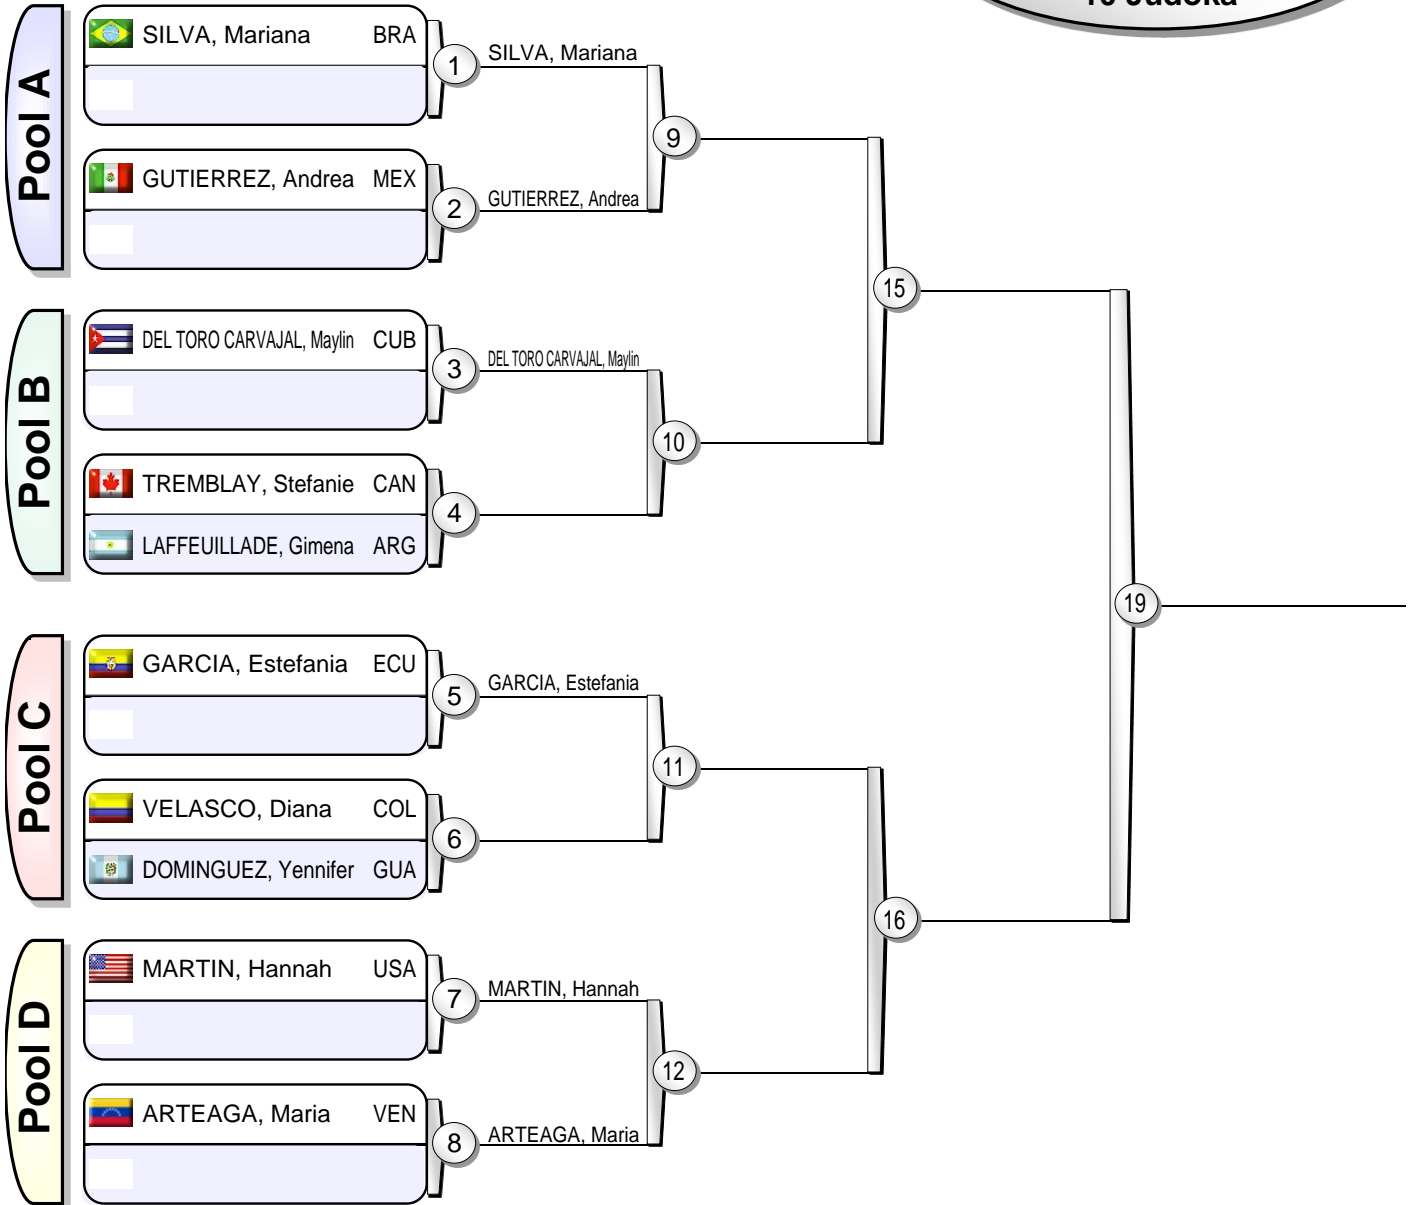 10 Judoka
Pool A
SILVA, Mariana BRA
1
SILVA, Mariana
9
GUTIERREZ, Andrea MEX
2
GUTIERREZ, Andrea
15
Pool B
DEL TORO CARVAJAL, Maylin CUB
3
DEL TORO CARVAJAL, Maylin
10
TREMBLAY, Stefanie CAN
4
LAFFEUILLADE, Gimena ARG
19
Pool C
GARCIA, Estefania ECU
5
GARCIA, Estefania
11
VELASCO, Diana COL
6
DOMINGUEZ, Yennifer GUA
16
Pool D
MARTIN, Hannah USA
7
MARTIN, Hannah
12
ARTEAGA, Maria VEN
8
ARTEAGA, Maria